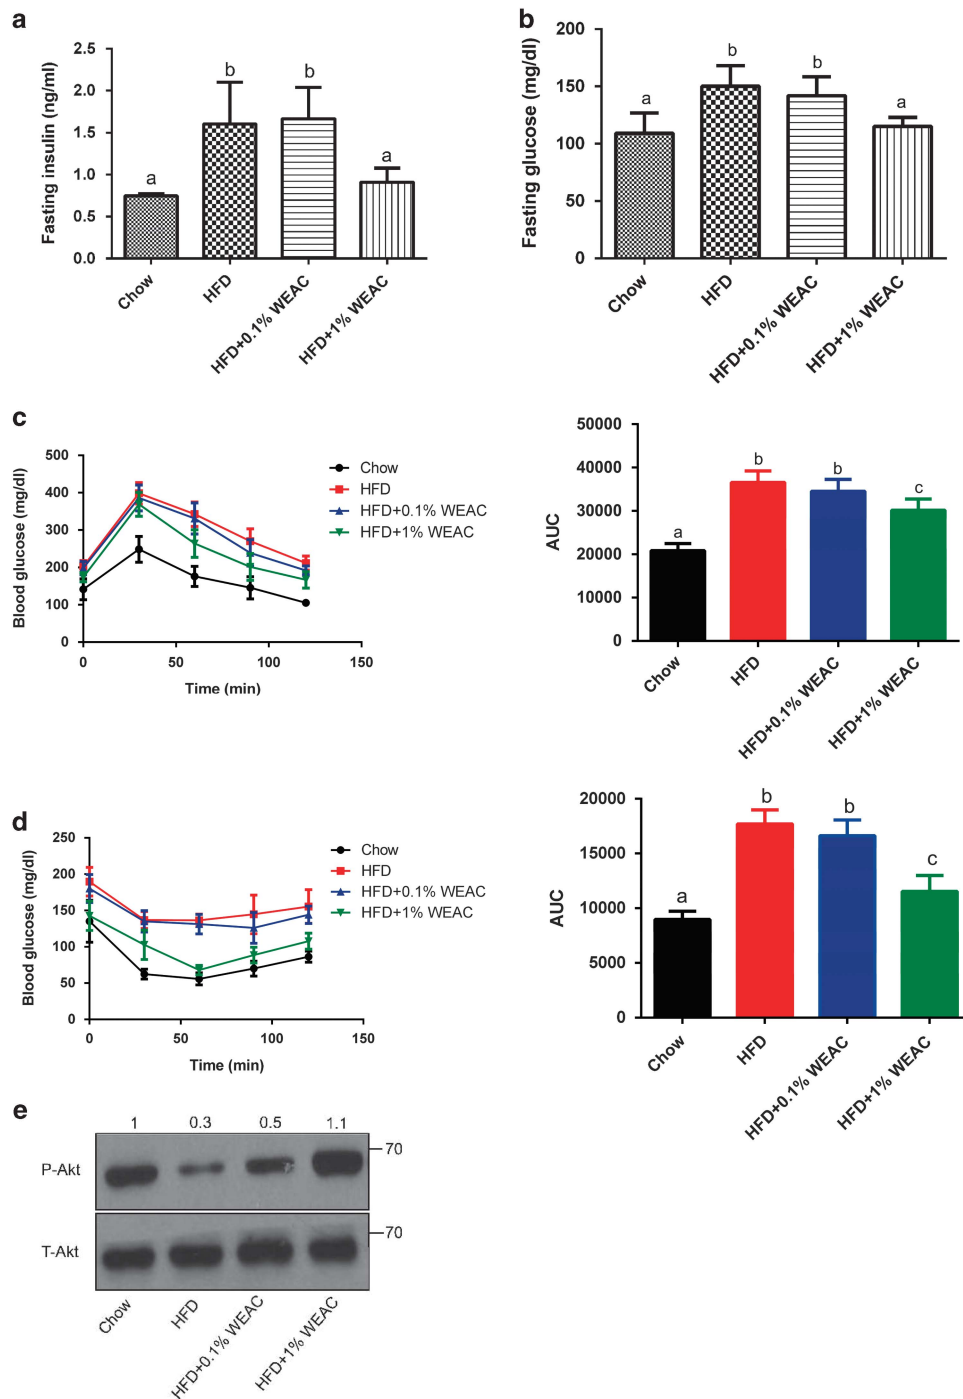 a
Fasting insulin (ng/ml)
2.5
2.0
1.5
1.0
0.5
0.0
a
b
b
a
Chow
HFD
HFD+0.1% WEAC
HFD+1% WEAC
b
Fasting glucose (mg/dl)
200
150
100
50
0
a
b
b
a
Chow
HFD
HFD+0.1% WEAC
HFD+1% WEAC
c
Blood glucose (mg/dl)
500
400
300
200
100
0
0
50
100
150
Time (min)
Chow
HFD
HFD+0.1% WEAC
HFD+1% WEAC
AUC
50000
40000
30000
20000
10000
0
a
b
b
c
Chow
HFD
HFD+0.1% WEAC
HFD+1% WEAC
d
Blood glucose (mg/dl)
250
200
150
100
50
0
0
50
100
150
Time (min)
Chow
HFD
HFD+0.1% WEAC
HFD+1% WEAC
AUC
20000
15000
10000
5000
0
a
b
b
c
Chow
HFD
HFD+0.1% WEAC
HFD+1% WEAC
e
1 0.3 0.5 1.1
P-Akt
70
T-Akt
70
Chow
HFD
HFD+0.1% WEAC
HFD+1% WEAC